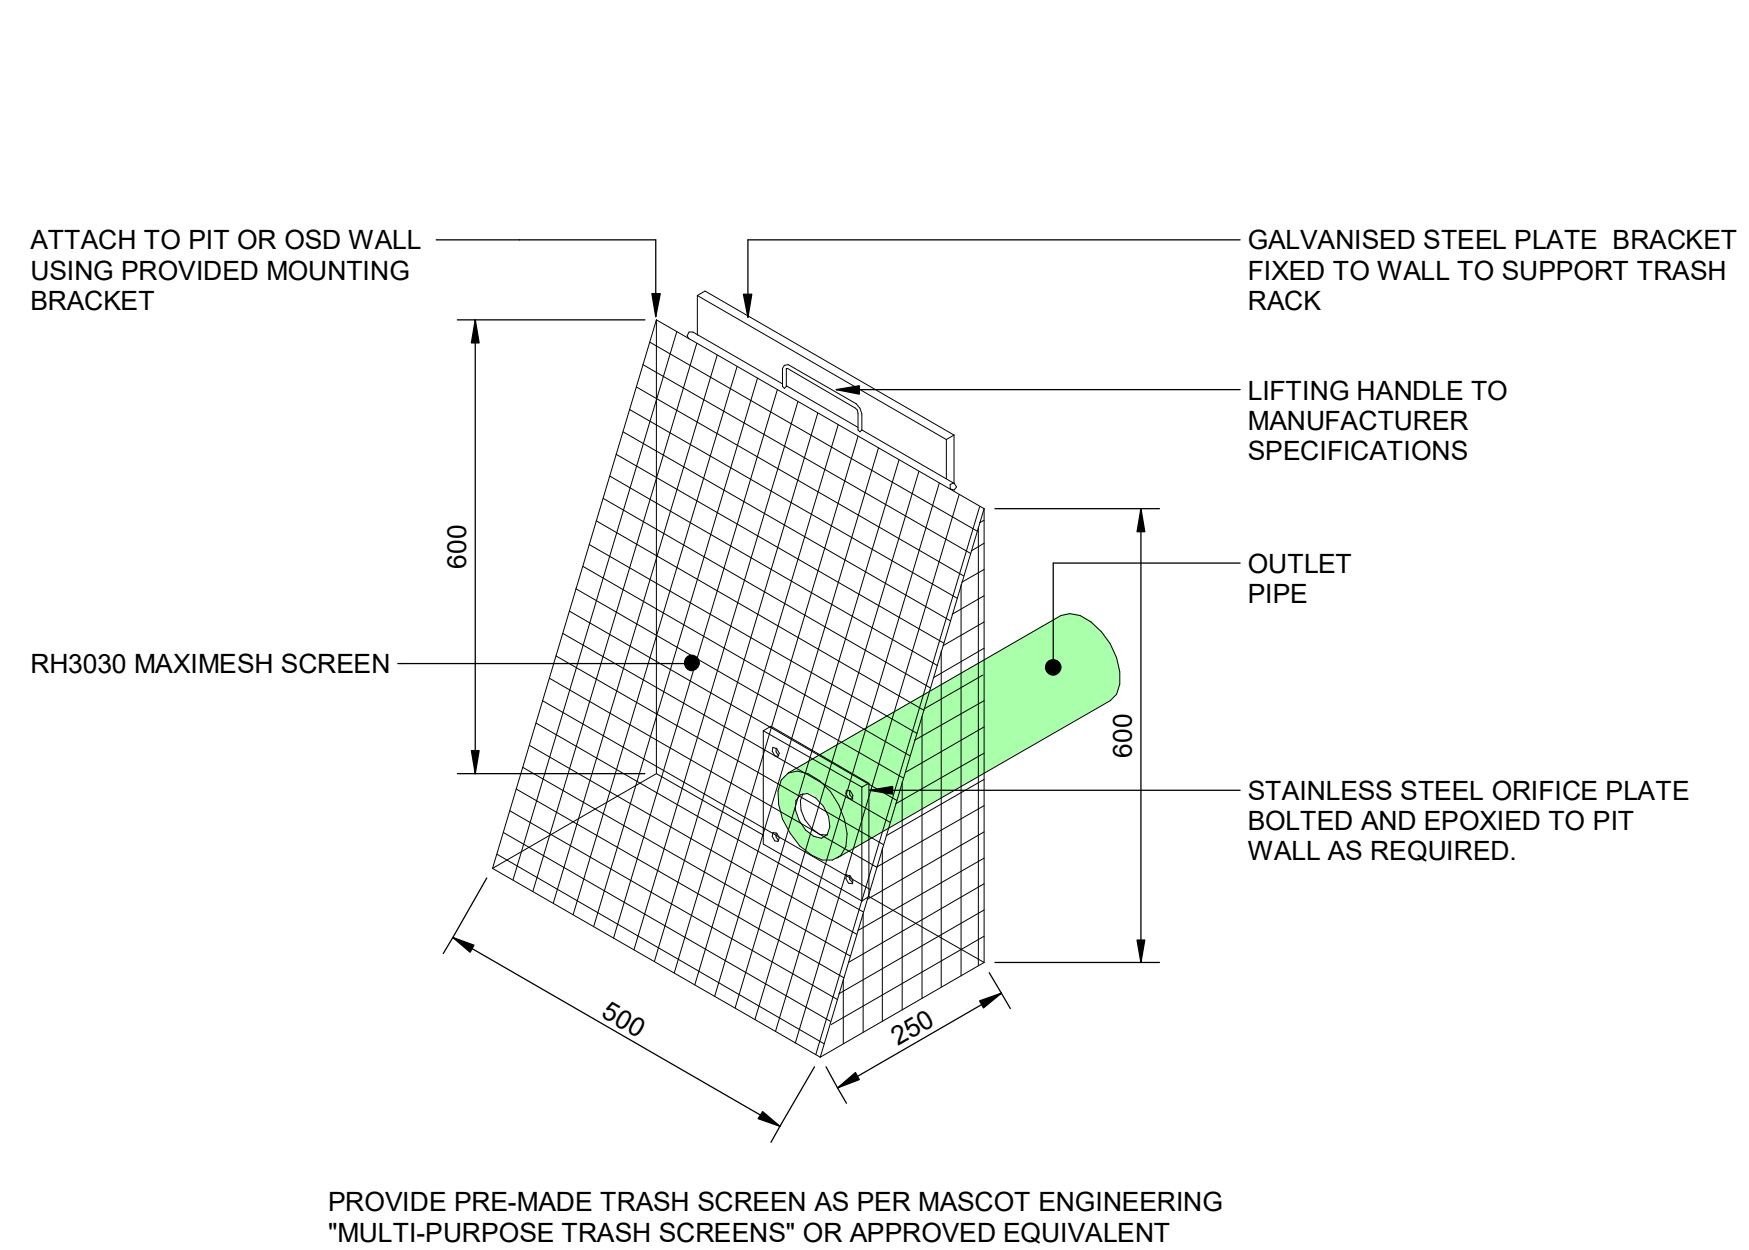 ATTACH TO PIT OR OSD WALL
USING PROVIDED MOUNTING
BRACKET
GALVANISED STEEL PLATE  BRACKET
FIXED TO WALL TO SUPPORT TRASH
RACK
LIFTING HANDLE TO
MANUFACTURER
SPECIFICATIONS
600
OUTLET
PIPE
RH3030 MAXIMESH SCREEN
600
STAINLESS STEEL ORIFICE PLATE
BOLTED AND EPOXIED TO PIT
WALL AS REQUIRED.
500
250
PROVIDE PRE-MADE TRASH SCREEN AS PER MASCOT ENGINEERING
"MULTI-PURPOSE TRASH SCREENS" OR APPROVED EQUIVALENT